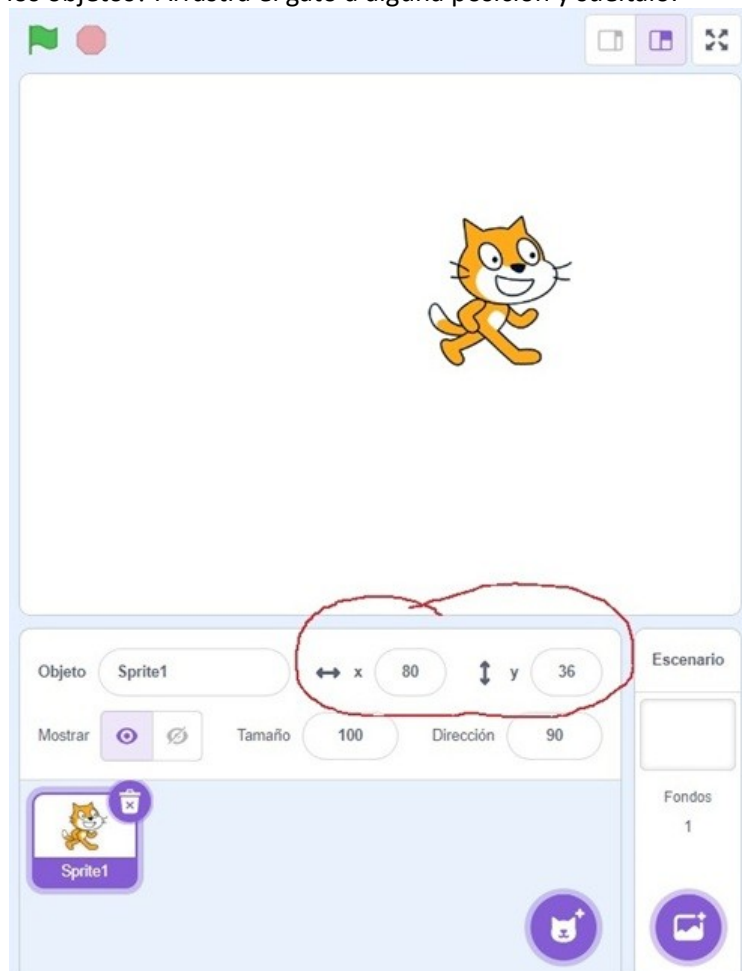 Objeto Sprite1 x 80 y 36
Mostrar Tamaño 100 Dirección 90
Sprite1
Escenario
Fondos
1